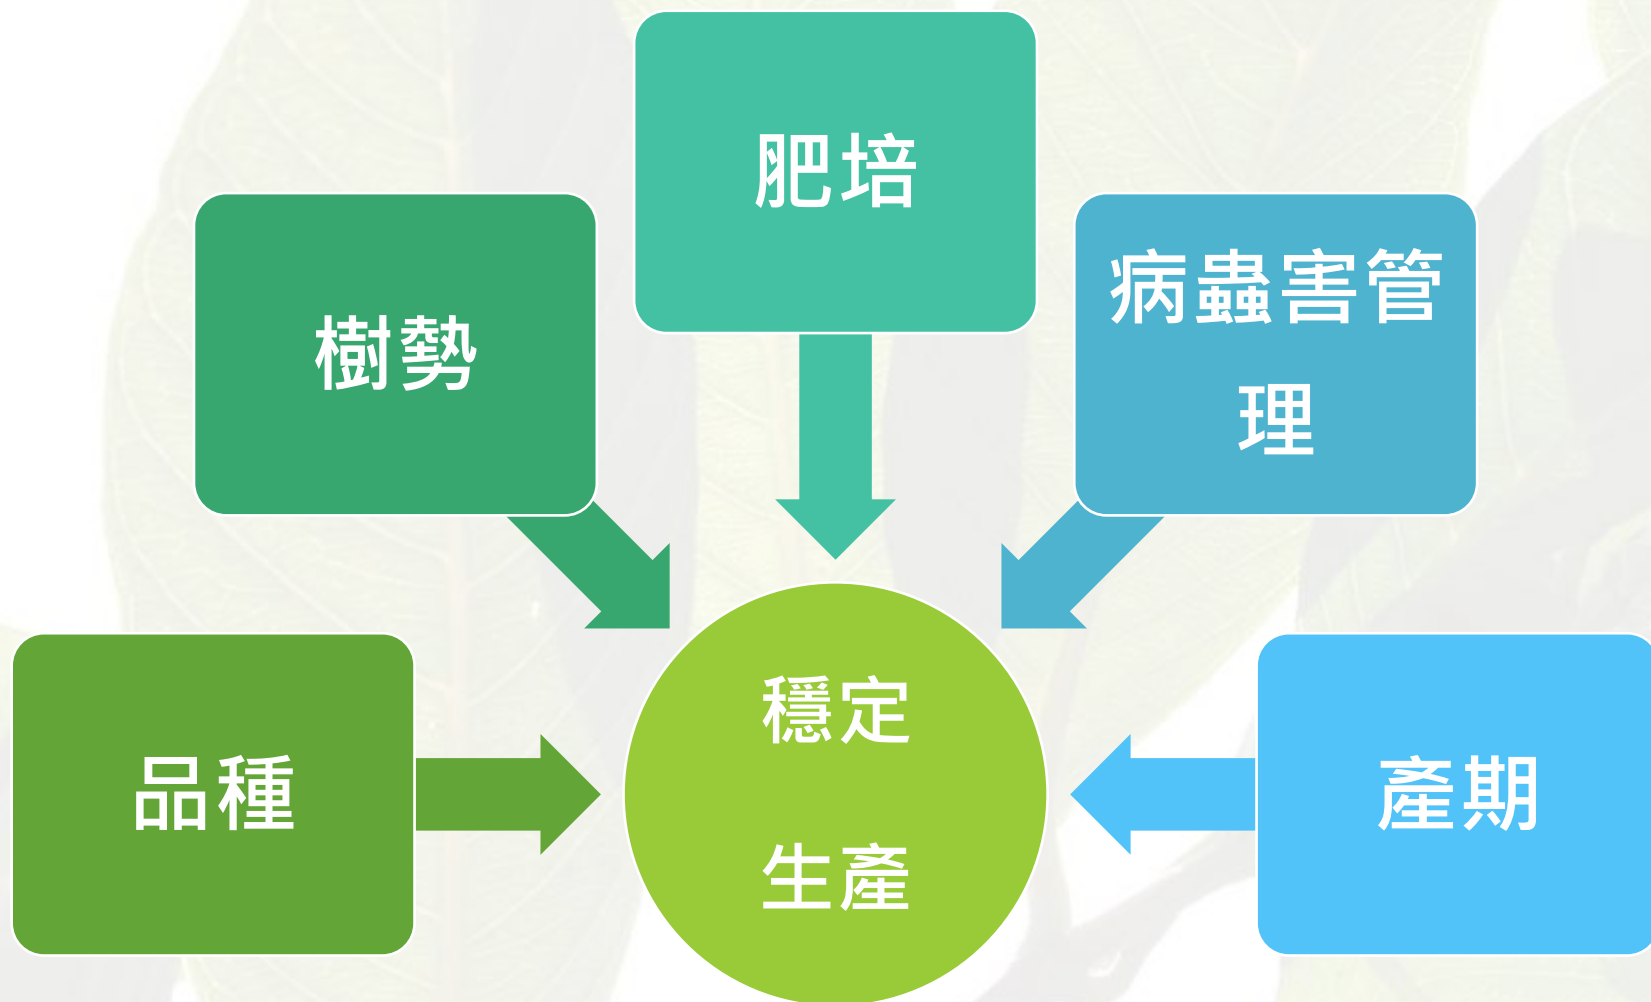 肥培
樹勢
病蟲害管
理
品種
穩定
生產
產期